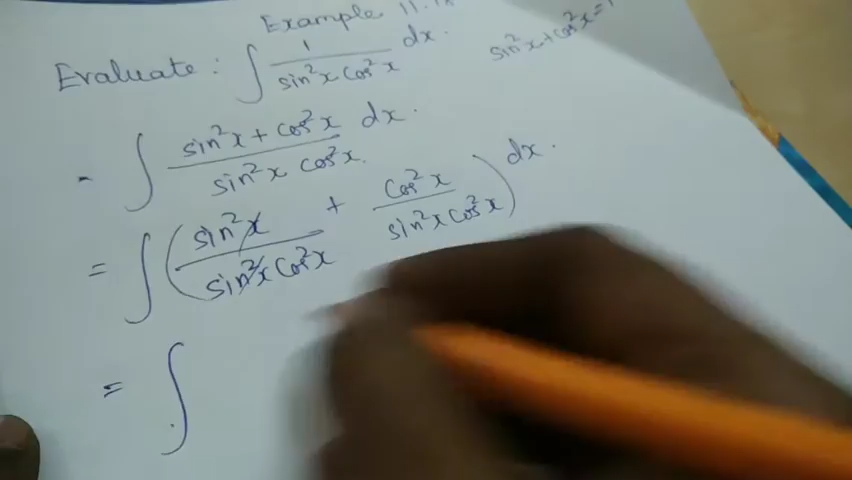 Example 11.
Evaluate : ∫ 1 / sin²x cos²x dx.
sin²x + cos²x = 1
= ∫ sin²x + cos²x / sin²x cos²x dx.
= ∫ ( sin²x / sin²x cos²x + cos²x / sin²x cos²x ) dx.
= ∫